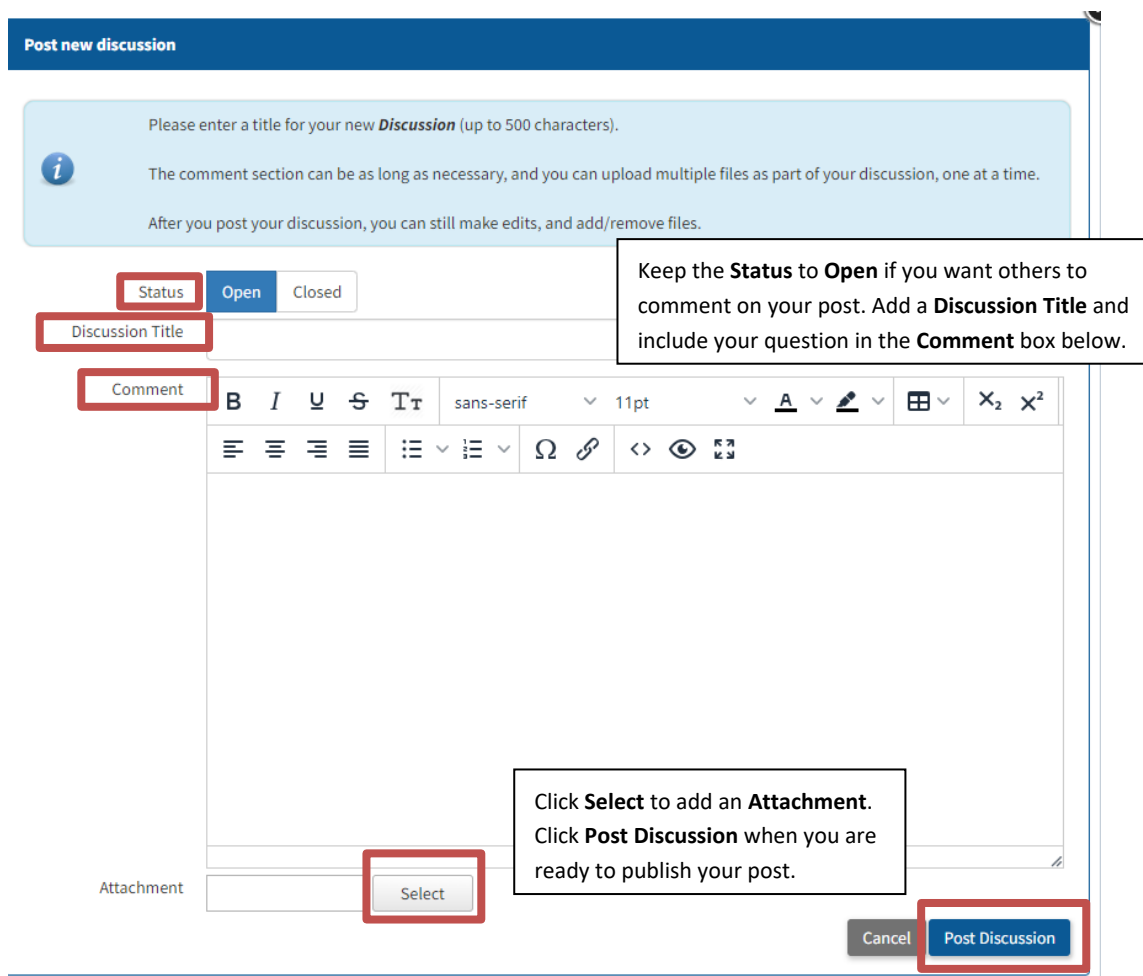 Post new discussion
Please enter a title for your new Discussion (up to 500 characters).
The comment section can be as long as necessary, and you can upload multiple files as part of your discussion, one at a time.
After you post your discussion, you can still make edits, and add/remove files.
Keep the Status to Open if you want others to
comment on your post. Add a Discussion Title and
include your question in the Comment box below.
Status Open Closed
Discussion Title
Comment
B I U S Tт sans-serif 11pt A X₂ X²
Ω <>
Click Select to add an Attachment.
Click Post Discussion when you are
ready to publish your post.
Attachment Select
Cancel Post Discussion